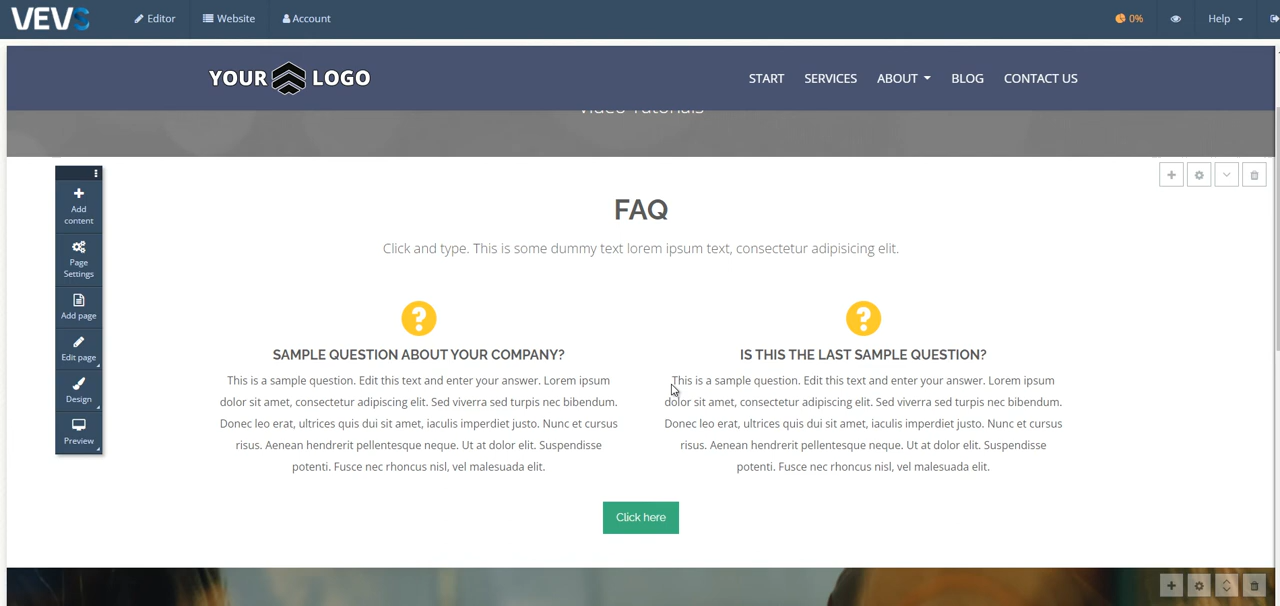 VEVS Editor Website Account 0% Help
YOUR LOGO START SERVICES ABOUT BLOG CONTACT US
Video Tutorials
FAQ
Click and type. This is some dummy text lorem ipsum text, consectetur adipisicing elit.
Add
content
Page
Settings
Add page
Edit page
Design
Preview
SAMPLE QUESTION ABOUT YOUR COMPANY?
This is a sample question. Edit this text and enter your answer. Lorem ipsum
dolor sit amet, consectetur adipiscing elit. Sed viverra sed turpis nec bibendum.
Donec leo erat, ultrices quis dui sit amet, iaculis imperdiet justo. Nunc et cursus
risus. Aenean hendrerit pellentesque neque. Ut at dolor elit. Suspendisse
potenti. Fusce nec rhoncus nisl, vel malesuada elit.
IS THIS THE LAST SAMPLE QUESTION?
This is a sample question. Edit this text and enter your answer. Lorem ipsum
dolor sit amet, consectetur adipiscing elit. Sed viverra sed turpis nec bibendum.
Donec leo erat, ultrices quis dui sit amet, iaculis imperdiet justo. Nunc et cursus
risus. Aenean hendrerit pellentesque neque. Ut at dolor elit. Suspendisse
potenti. Fusce nec rhoncus nisl, vel malesuada elit.
Click here